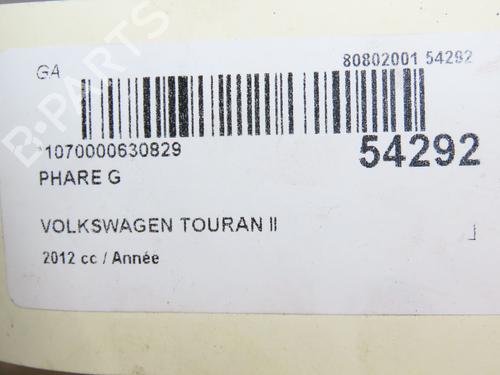 GA
80802001 54292
*1070000630829
54292
PHARE G
VOLKSWAGEN TOURAN II
2012 cc / Année
B-PARTS